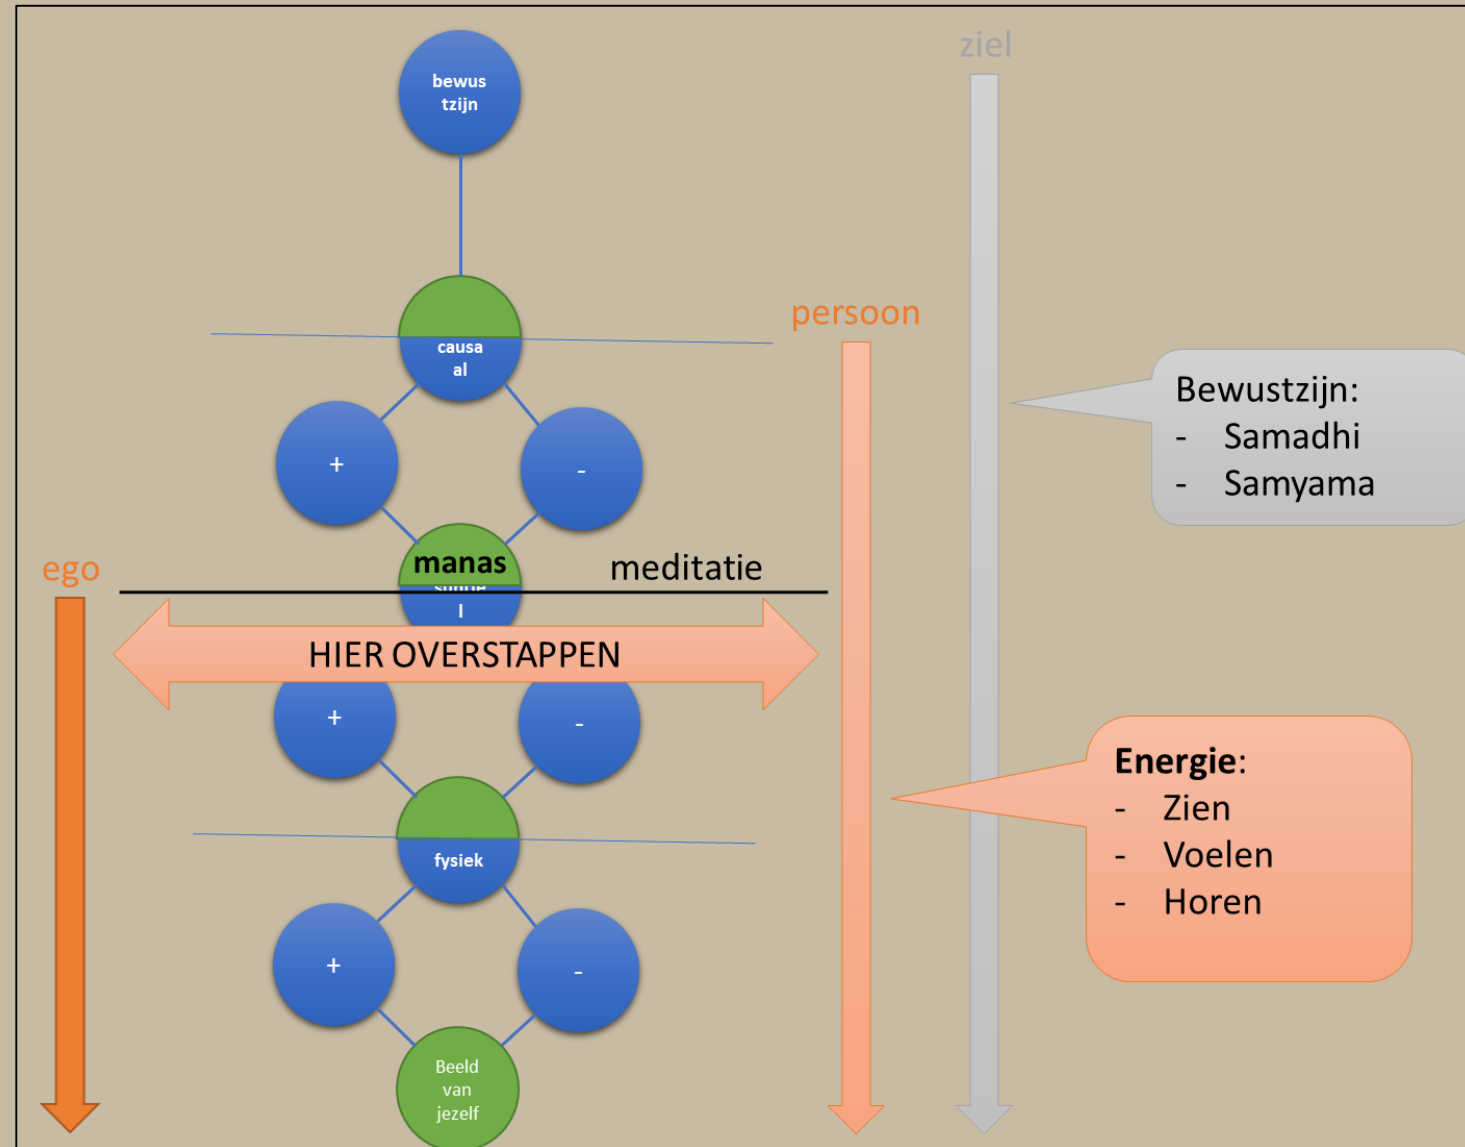 ziel
bewus
tzijn
persoon
causa
al
+
-
Bewustzijn:
- Samadhi
- Samyama
ego
manas
meditatie
l
HIER OVERSTAPPEN
+
-
Energie:
- Zien
- Voelen
- Horen
fysiek
+
-
Beeld
van
jezelf